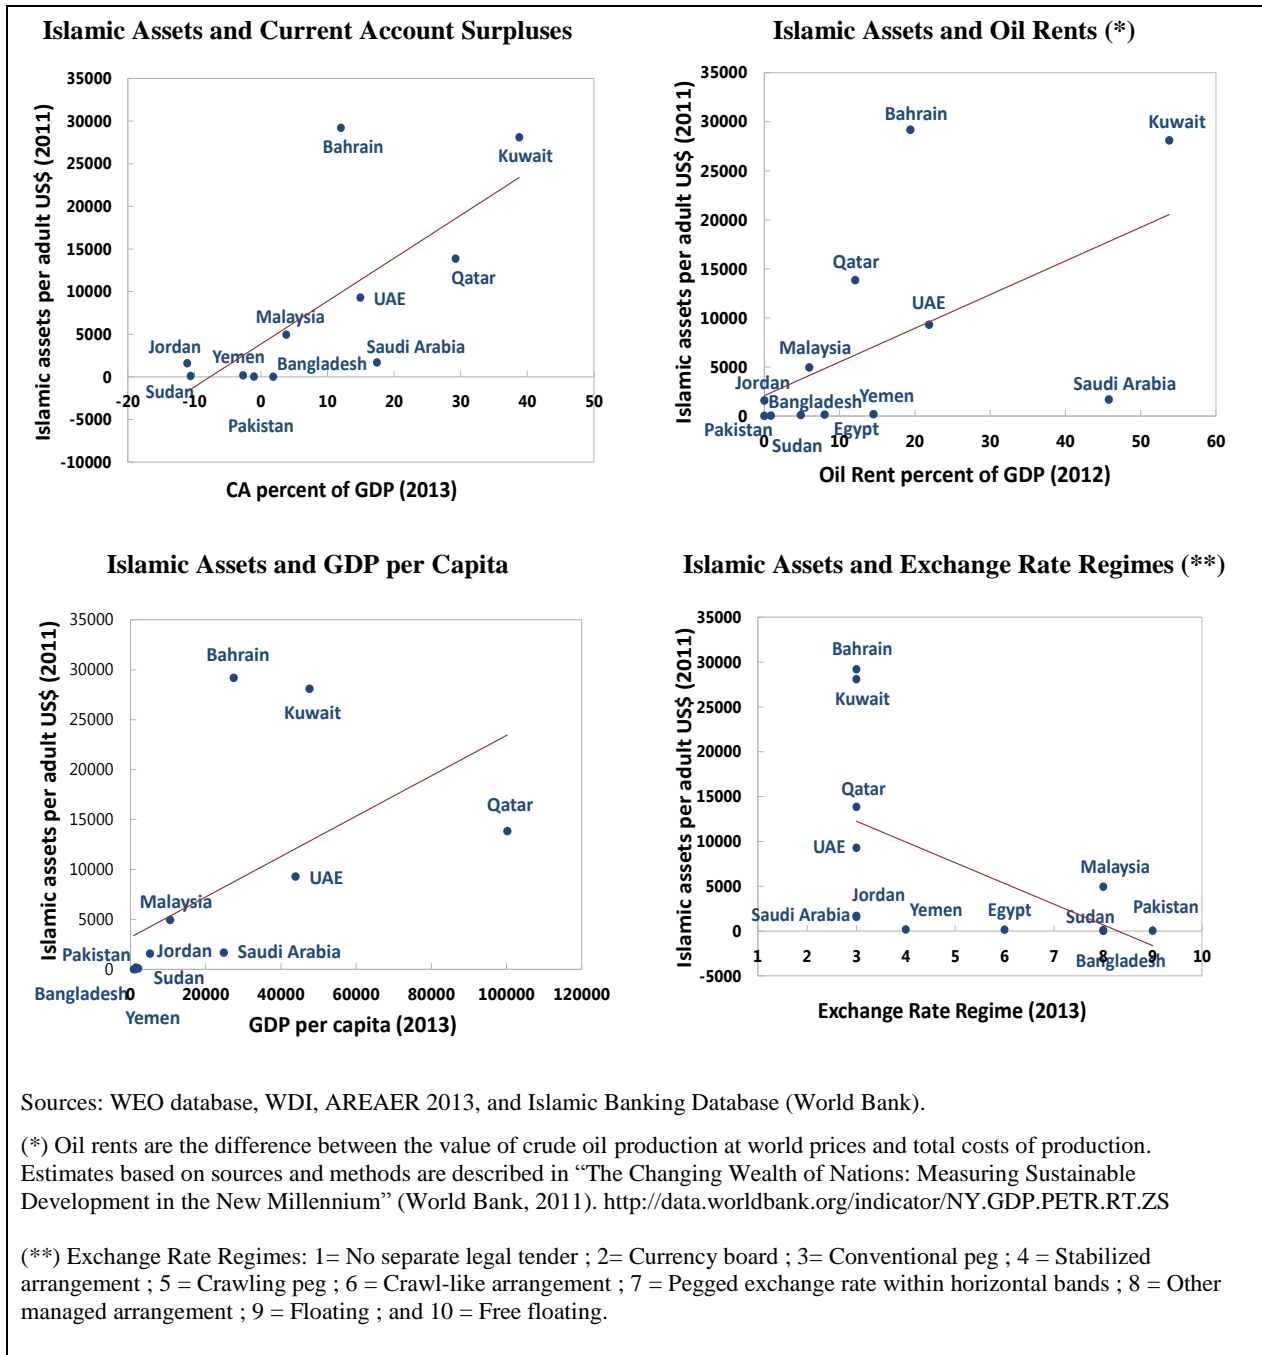 Islamic Assets and Current Account Surpluses
Islamic assets per adult US$ (2011)
35000
30000
25000
20000
15000
10000
5000
0
-5000
-10000
Bahrain
Kuwait
Qatar
UAE
Malaysia
Jordan
Yemen
Bangladesh
Saudi Arabia
Sudan
Pakistan
-20 -10 0 10 20 30 40 50
CA percent of GDP (2013)
Islamic Assets and Oil Rents (*)
Islamic assets per adult US$ (2011)
35000
30000
25000
20000
15000
10000
5000
0
Bahrain
Kuwait
Qatar
UAE
Malaysia
Jordan
Bangladesh
Yemen
Saudi Arabia
Pakistan
Sudan
Egypt
0 10 20 30 40 50 60
Oil Rent percent of GDP (2012)
Islamic Assets and GDP per Capita
Islamic assets per adult US$ (2011)
35000
30000
25000
20000
15000
10000
5000
0
Bahrain
Kuwait
Qatar
UAE
Malaysia
Pakistan
Jordan
Saudi Arabia
Sudan
Bangladesh
Yemen
0 20000 40000 60000 80000 100000 120000
GDP per capita (2013)
Islamic Assets and Exchange Rate Regimes (**)
Islamic assets per adult US$ (2011)
35000
30000
25000
20000
15000
10000
5000
0
-5000
Bahrain
Kuwait
Qatar
UAE
Malaysia
Jordan
Saudi Arabia
Yemen
Egypt
Sudan
Pakistan
Bangladesh
1 2 3 4 5 6 7 8 9 10
Exchange Rate Regime (2013)
Sources: WEO database, WDI, AREAER 2013, and Islamic Banking Database (World Bank).
(*) Oil rents are the difference between the value of crude oil production at world prices and total costs of production.
Estimates based on sources and methods are described in “The Changing Wealth of Nations: Measuring Sustainable
Development in the New Millennium” (World Bank, 2011). http://data.worldbank.org/indicator/NY.GDP.PETR.RT.ZS
(**) Exchange Rate Regimes: 1= No separate legal tender ; 2= Currency board ; 3= Conventional peg ; 4 = Stabilized
arrangement ; 5 = Crawling peg ; 6 = Crawl-like arrangement ; 7 = Pegged exchange rate within horizontal bands ; 8 = Other
managed arrangement ; 9 = Floating ; and 10 = Free floating.